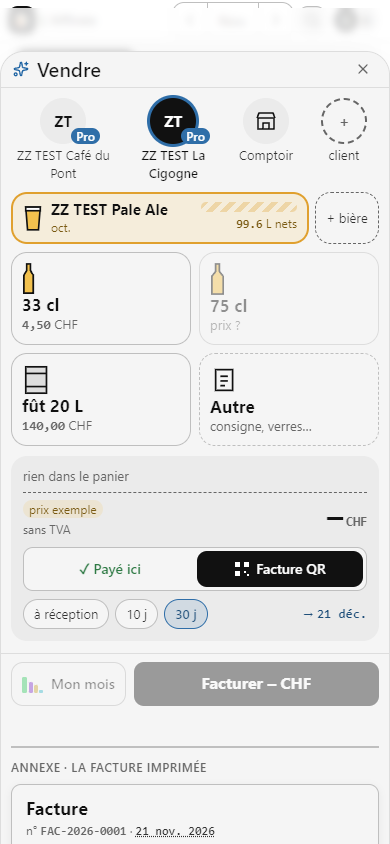 Vendre
ZT
Pro
ZZ TEST Café du
Pont
ZT
Pro
ZZ TEST La
Cigogne
Comptoir
+
client
ZZ TEST Pale Ale
oct.
99.6 L nets
+ bière
33 cl
4,50 CHF
75 cl
prix ?
fût 20 L
140,00 CHF
Autre
consigne, verres…
rien dans le panier
prix exemple
sans TVA
— CHF
✓ Payé ici
Facture QR
à réception
10 j
30 j
→ 21 déc.
Mon mois
Facturer — CHF
ANNEXE · LA FACTURE IMPRIMÉE
Facture
n° FAC-2026-0001 · 21 nov. 2026